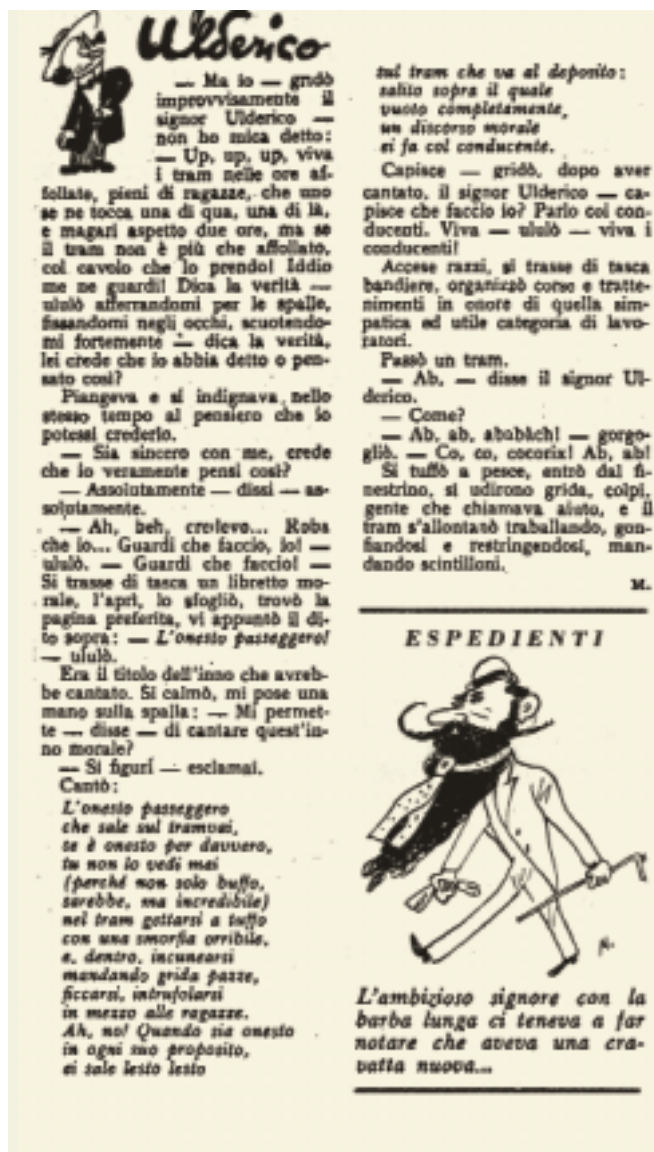 Ulderico
— Ma io — gridò
improvvisamente il
signor Ulderico —
non ho mica detto:
— Up, up, up, viva
i tram nelle ore af-
follate, pieni di ragazze, che uno
se ne tocca una di qua, una di là,
e magari aspetto due ore, ma se
il tram non è più che affollato,
col cavolo che lo prendo! Iddio
me ne guardi! Dica la verità —
ululò afferrandomi per le spalle,
fissandomi negli occhi, scuotendo-
mi fortemente — dica la verità,
lei crede che io abbia detto o pen-
sato così?
Piangeva e si indignava nello
stesso tempo al pensiero che io
potessi crederlo.
— Sia sincero con me, crede
che io veramente pensi così?
— Assolutamente — dissi — as-
solutamente.
— Ah, beh, credevo... Roba
che io... Guardi che faccio, io! —
ululò. — Guardi che faccio! —
Si trasse di tasca un libretto mo-
rale, l'aprì, lo sfogliò, trovò la
pagina preferita, vi appuntò il di-
to sopra: — L'onesto passeggero!
— ululò.
Era il titolo dell'inno che avreb-
be cantato. Si calmò, mi pose una
mano sulla spalla: — Mi permet-
te — disse — di cantare quest'in-
no morale?
— Si figuri — esclamai.
Cantò:
L'onesto passeggero
che sale sul tramvai,
se è onesto per davvero,
tu non lo vedi mai
(perché non solo buffo,
sarebbe, ma incredibile)
nel tram gettarsi a tuffo
con una smorfia orribile,
e, dentro, incunearsi
mandando grida pazze,
ficcarsi, intrufolarsi
in mezzo alle ragazze.
Ah, no! Quando sia onesto
in ogni suo proposito,
ei sale lesto lesto
sul tram che va al deposito:
salito sopra il quale
vuoto completamente,
un discorso morale
ei fa col conducente.
Capisce — gridò, dopo aver
cantato, il signor Ulderico — ca-
pisce che faccio io? Parlo coi con-
ducenti. Viva — ululò — viva i
conducenti!
Accese razzi, si trasse di tasca
bandiere, organizzò corse e tratte-
nimenti in onore di quella sim-
patica ed utile categoria di lavo-
ratori.
Passò un tram.
— Ab, — disse il signor Ul-
derico.
— Come?
— Ab, ab, ababàch! — gorgo-
gliò. — Co, co, cocorix! Ab, ab!
Si tuffò a pesce, entrò dal fi-
nestrino, si udirono grida, colpi,
gente che chiamava aiuto, e il
tram s'allontanò traballando, gon-
fiandosi e restringendosi, man-
dando scintilloni.
M.
ESPEDIENTI
L'ambizioso signore con la
barba lunga ci teneva a far
notare che aveva una cra-
vatta nuova...